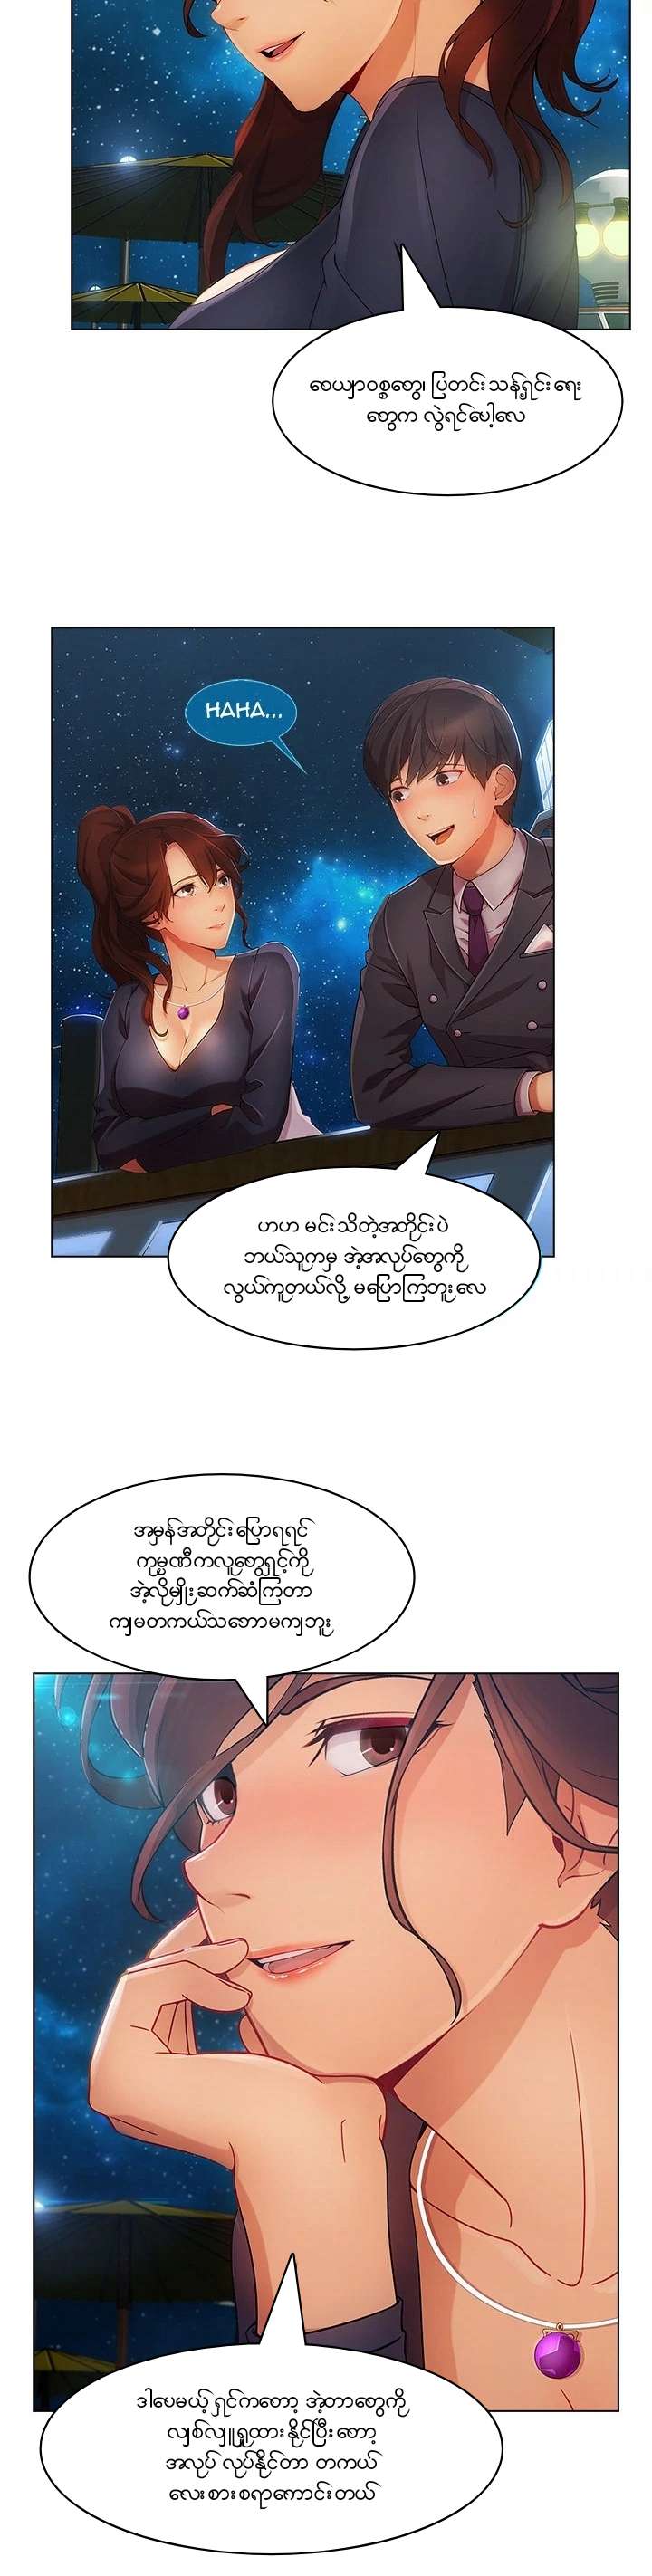 ဝေယျာဝစ္စတွေ၊ ပြတင်းသန့်ရှင်းရေး
တွေက လွဲရင်ပေါ့လေ
HAHA...
ဟဟ မင်းသိတဲ့အတိုင်းပဲ
ဘယ်သူကမှ အဲ့အလုပ်တွေကို
လွယ်ကူတယ်လို့ မပြောကြဘူးလေ
အမှန်အတိုင်းပြောရရင်
ကုမ္ပဏီကလူတွေရှင့်ကို
အဲ့လိုမျိုးဆက်ဆံကြတာ
ကျမတကယ်သဘောမကျဘူး
ဒါပေမယ့်ရှင်ကတော့ အဲ့တာတွေကို
လျစ်လျူရှုထားနိုင်ပြီးတော့
အလုပ် လုပ်နိုင်တာ တကယ်
လေးစားစရာကောင်းတယ်